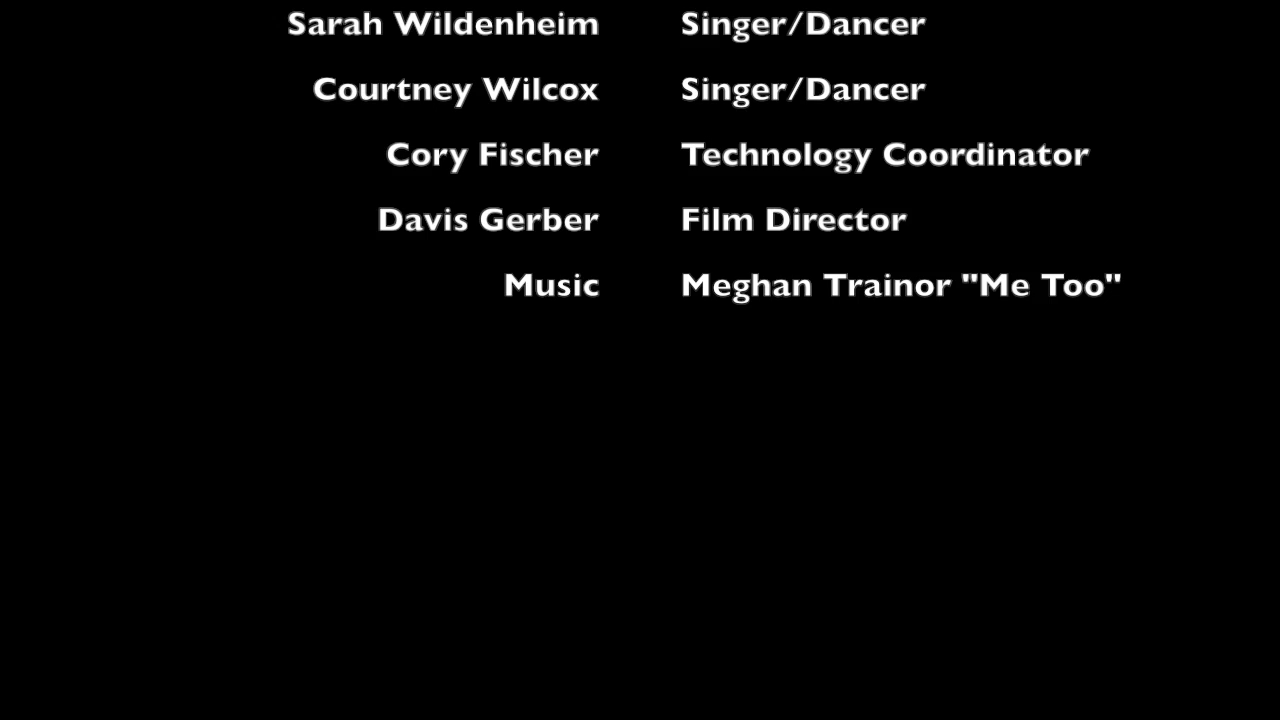 Sarah Wildenheim Singer/Dancer
Courtney Wilcox Singer/Dancer
Cory Fischer Technology Coordinator
Davis Gerber Film Director
Music Meghan Trainor "Me Too"